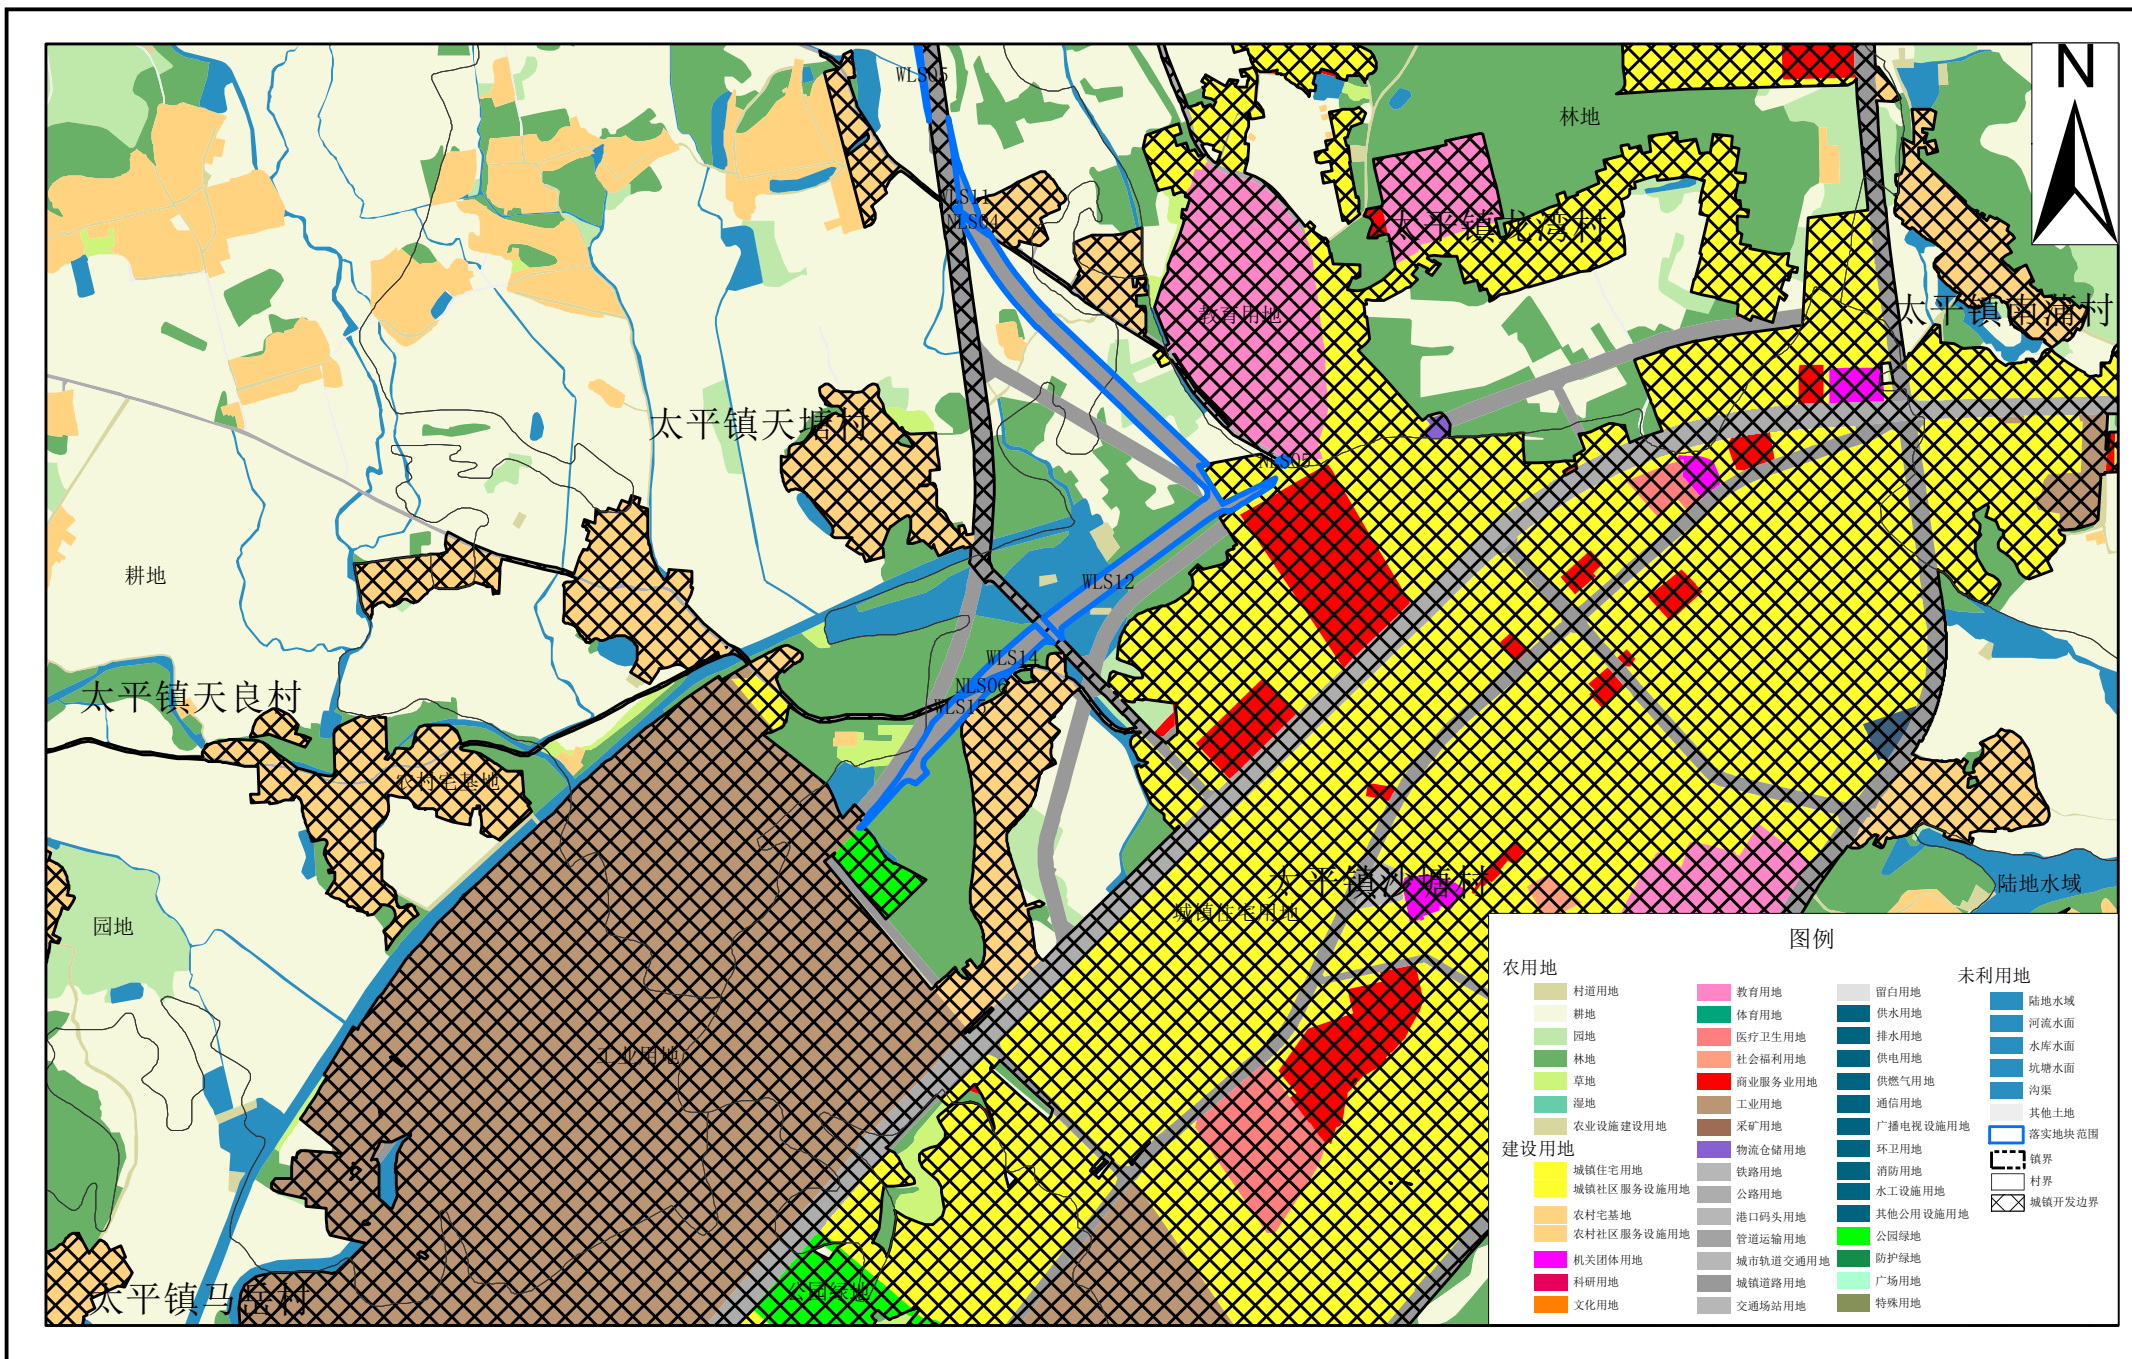 N
WLS05
林地
WLS11
NLS04
太平镇龙湾村
教育用地
太平镇南蒲村
太平镇天塘村
NLS05
耕地
WLS12
WLS14
NLS06
WLS15
太平镇天良村
农村宅基地
太平镇沙塘村
陆地水域
城镇住宅用地
园地
工业用地
公园绿地
太平镇马岳村
图例
农用地
村道用地
耕地
园地
林地
草地
湿地
农业设施建设用地
建设用地
城镇住宅用地
城镇社区服务设施用地
农村宅基地
农村社区服务设施用地
机关团体用地
科研用地
文化用地
教育用地
体育用地
医疗卫生用地
社会福利用地
商业服务业用地
工业用地
采矿用地
物流仓储用地
铁路用地
公路用地
港口码头用地
管道运输用地
城市轨道交通用地
城镇道路用地
交通场站用地
留白用地
供水用地
排水用地
供电用地
供燃气用地
通信用地
广播电视设施用地
环卫用地
消防用地
水工设施用地
其他公用设施用地
公园绿地
防护绿地
广场用地
特殊用地
未利用地
陆地水域
河流水面
水库水面
坑塘水面
沟渠
其他土地
落实地块范围
镇界
村界
城镇开发边界